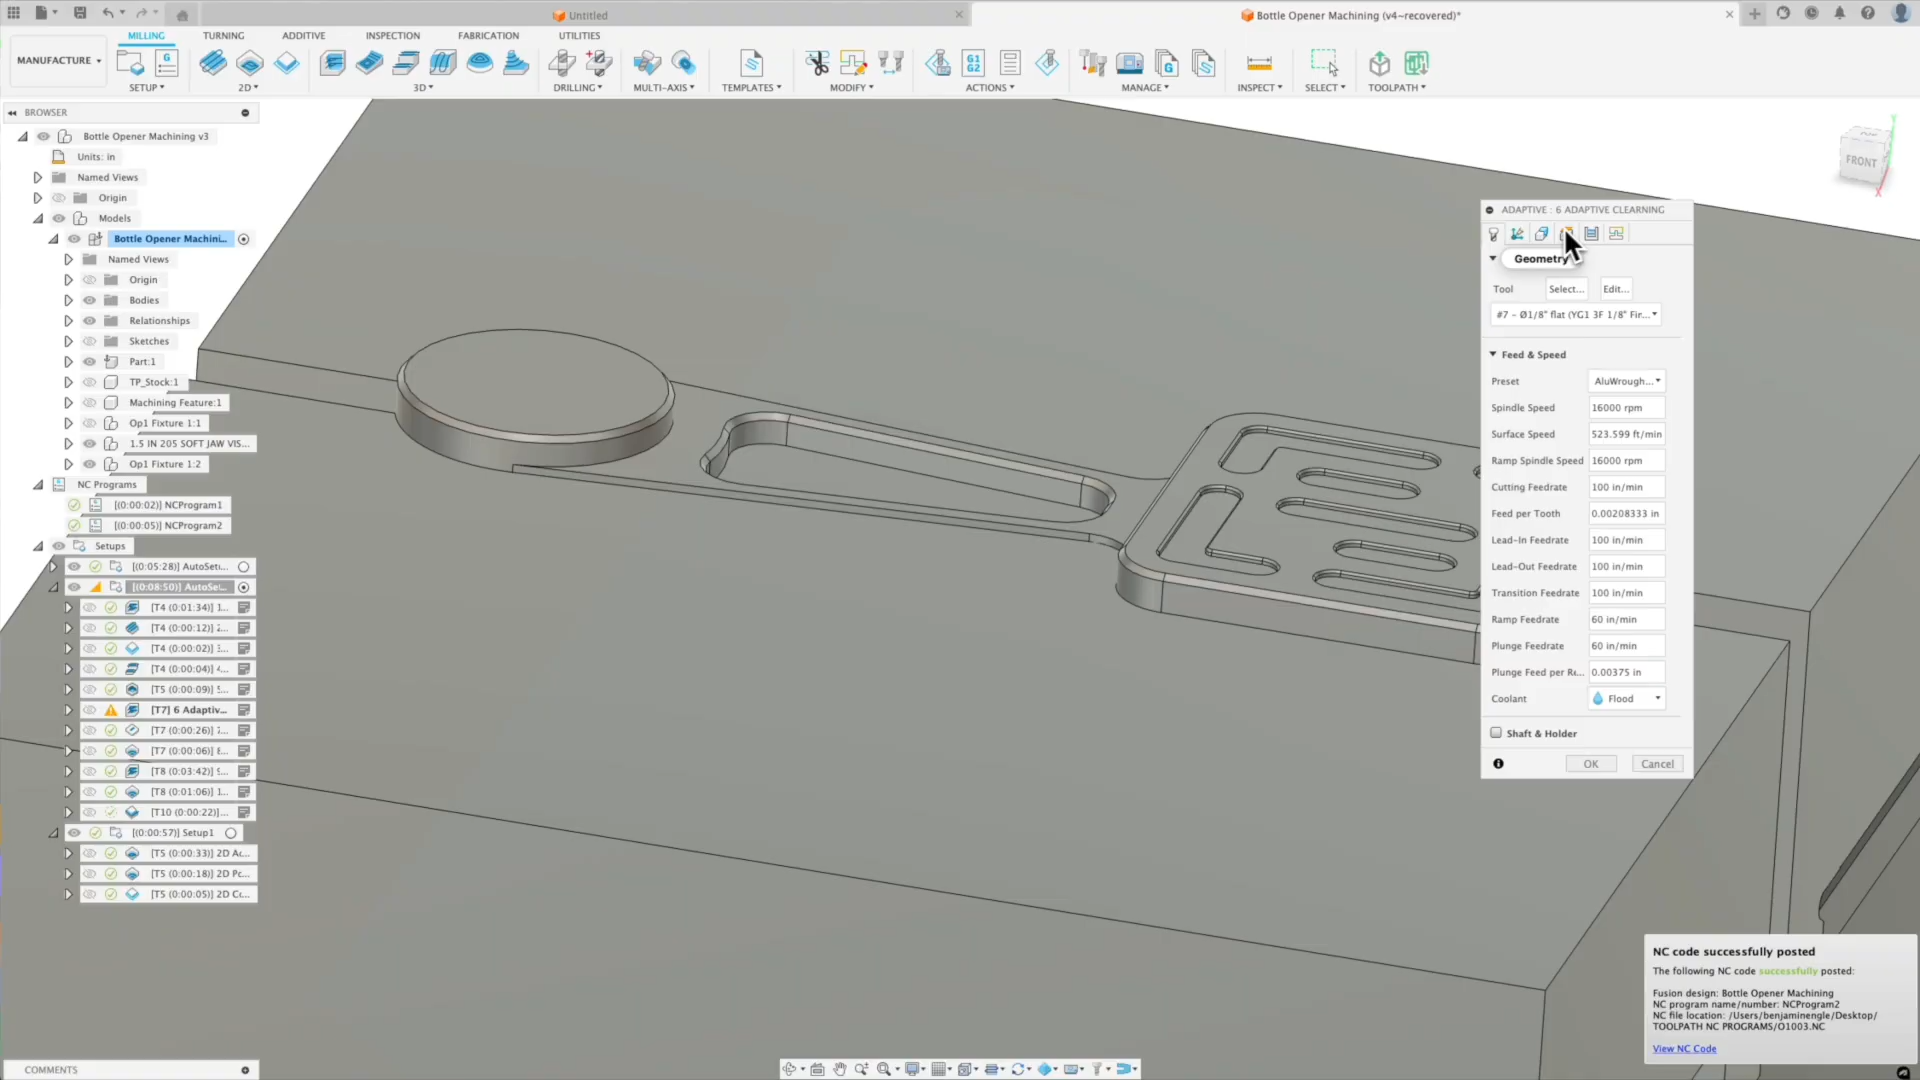 Untitled
Bottle Opener Machining (v4~recovered)*
MILLING TURNING ADDITIVE INSPECTION FABRICATION UTILITIES
MANUFACTURE
SETUP 2D 3D DRILLING MULTI-AXIS TEMPLATES MODIFY ACTIONS MANAGE INSPECT SELECT TOOLPATH
G1
G2
BROWSER
Bottle Opener Machining v3
Units: in
Named Views
Origin
Models
Bottle Opener Machini...
Named Views
Origin
Bodies
Relationships
Sketches
Part:1
TP_Stock:1
Machining Feature:1
Op1 Fixture 1:1
1.5 IN 205 SOFT JAW VIS...
Op1 Fixture 1:2
NC Programs
[(0:00:02)] NCProgram1
[(0:00:05)] NCProgram2
Setups
[(0:05:28)] AutoSetu...
[(0:08:50)] AutoSe...
[T4 (0:01:34)] 1...
[T4 (0:00:12)] 2...
[T4 (0:00:02)] 3...
[T4 (0:00:04)] 4...
[T5 (0:00:09)] 5...
[T7] 6 Adaptiv...
[T7 (0:00:26)] 7...
[T7 (0:00:06)] 8...
[T8 (0:03:42)] 9...
[T8 (0:01:06)] 1...
[T10 (0:00:22)]...
[(0:00:57)] Setup1
[T5 (0:00:33)] 2D Ac...
[T5 (0:00:18)] 2D Pc...
[T5 (0:00:05)] 2D C...
FRONT
ADAPTIVE : 6 ADAPTIVE CLEARNING
Geometry
Tool Select... Edit...
#7 - Ø1/8" flat (YG1 3F 1/8" Fir...
Feed & Speed
Preset AluWrough...
Spindle Speed 16000 rpm
Surface Speed 523.599 ft/min
Ramp Spindle Speed 16000 rpm
Cutting Feedrate 100 in/min
Feed per Tooth 0.00208333 in
Lead-In Feedrate 100 in/min
Lead-Out Feedrate 100 in/min
Transition Feedrate 100 in/min
Ramp Feedrate 60 in/min
Plunge Feedrate 60 in/min
Plunge Feed per Re... 0.00375 in
Coolant Flood
Shaft & Holder
OK Cancel
NC code successfully posted
The following NC code successfully posted:
Fusion design: Bottle Opener Machining
NC program name/number: NCProgram2
NC file location: /Users/benjaminengle/Desktop/
TOOLPATH NC PROGRAMS/O1003.NC
View NC Code
COMMENTS